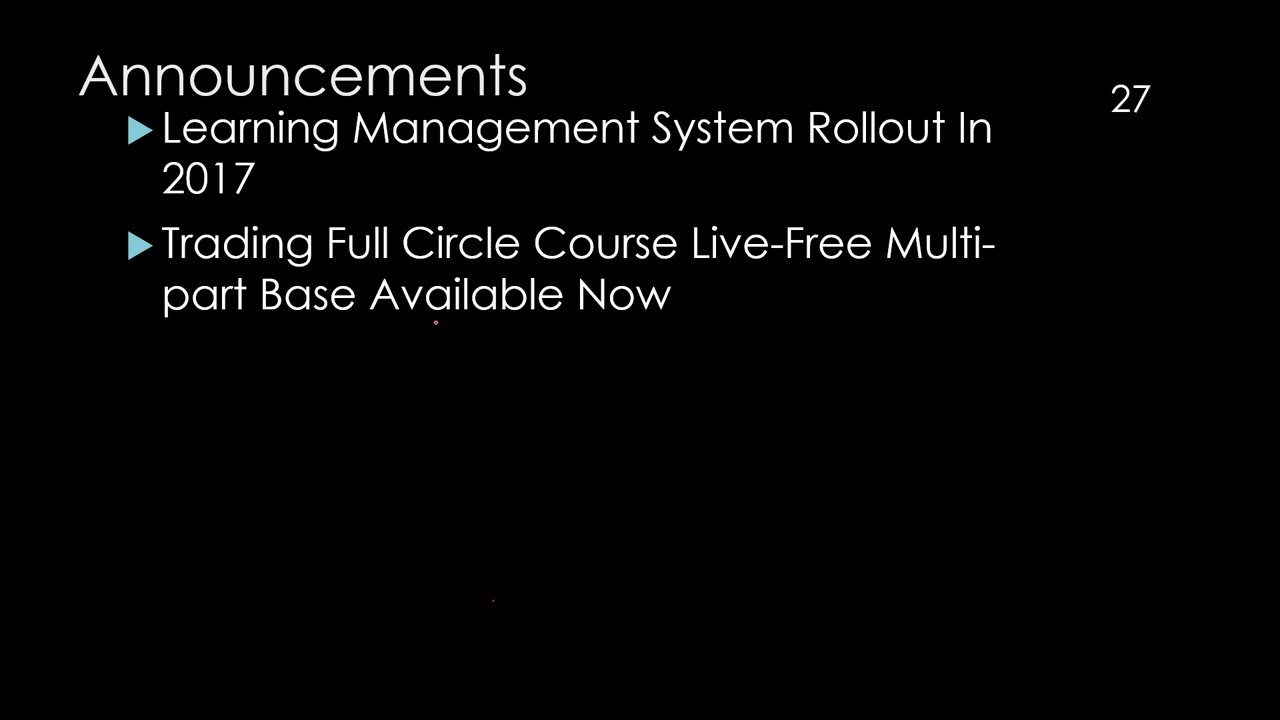 Announcements
27
Learning Management System Rollout In
2017
Trading Full Circle Course Live-Free Multi-
part Base Available Now